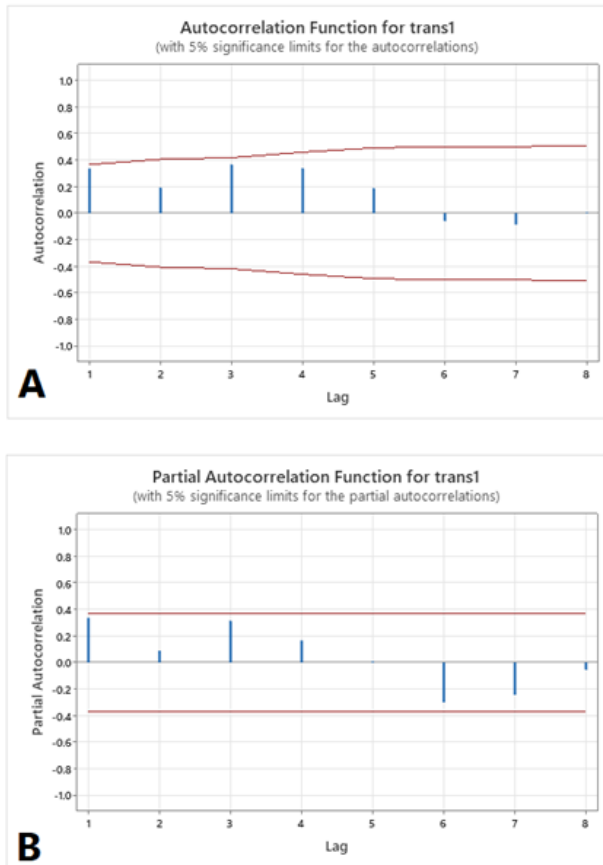 Autocorrelation Function for trans1
(with 5% significance limits for the autocorrelations)
1.0
0.8
0.6
0.4
0.2
0.0
-0.2
-0.4
-0.6
-0.8
-1.0
Autocorrelation
1 2 3 4 5 6 7 8
Lag
A
Partial Autocorrelation Function for trans1
(with 5% significance limits for the partial autocorrelations)
1.0
0.8
0.6
0.4
0.2
0.0
-0.2
-0.4
-0.6
-0.8
-1.0
Partial Autocorrelation
1 2 3 4 5 6 7 8
Lag
B